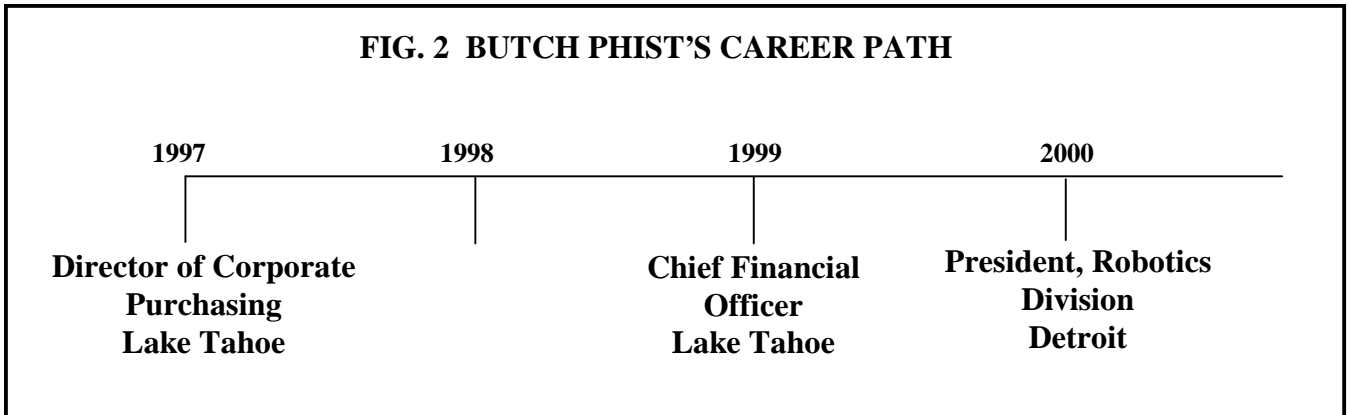 FIG. 2 BUTCH PHIST’S CAREER PATH
1997 1998 1999 2000
Director of Corporate
Purchasing
Lake Tahoe
Chief Financial
Officer
Lake Tahoe
President, Robotics
Division
Detroit